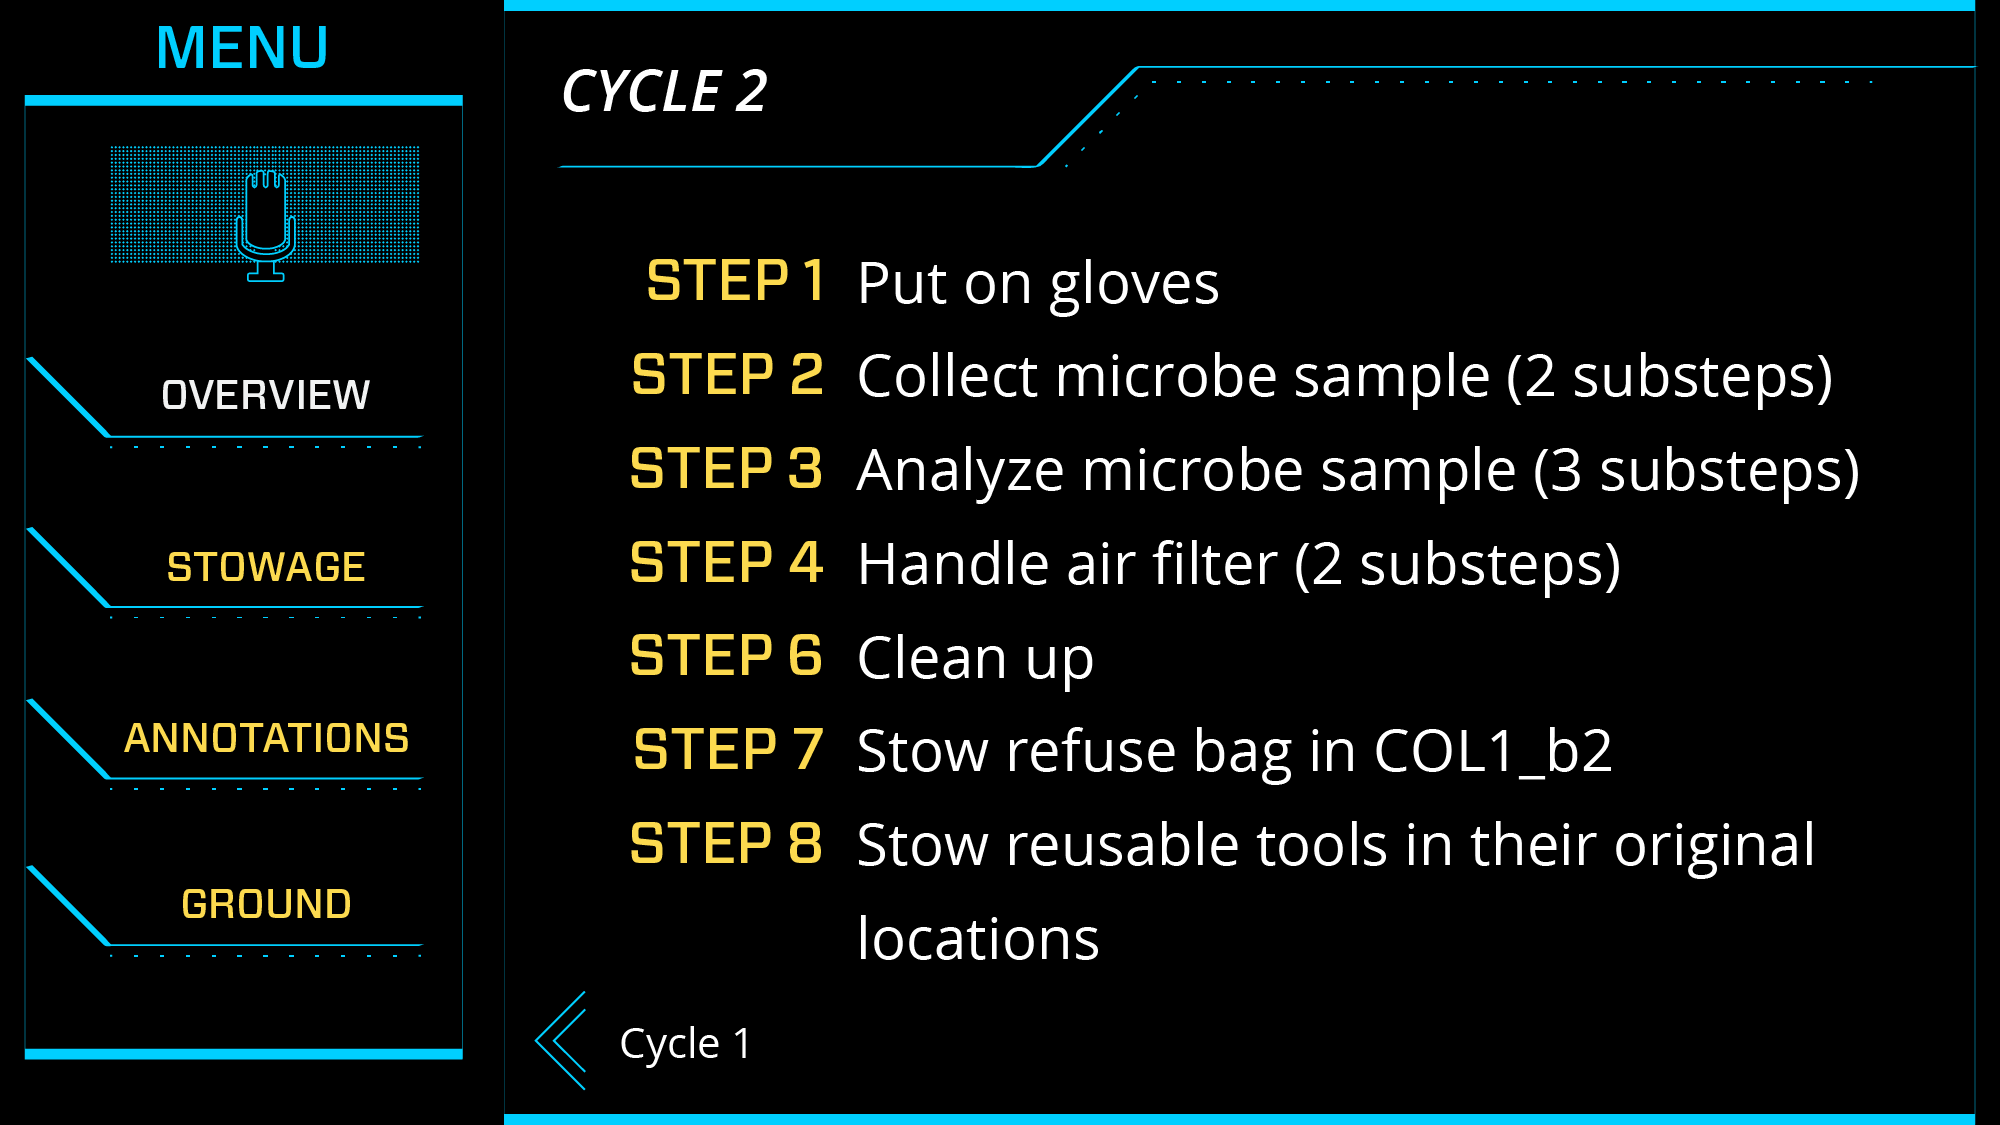 MENU
OVERVIEW
STOWAGE
ANNOTATIONS
GROUND
CYCLE 2
STEP 1 Put on gloves
STEP 2 Collect microbe sample (2 substeps)
STEP 3 Analyze microbe sample (3 substeps)
STEP 4 Handle air filter (2 substeps)
STEP 6 Clean up
STEP 7 Stow refuse bag in COL1_b2
STEP 8 Stow reusable tools in their original
locations
Cycle 1